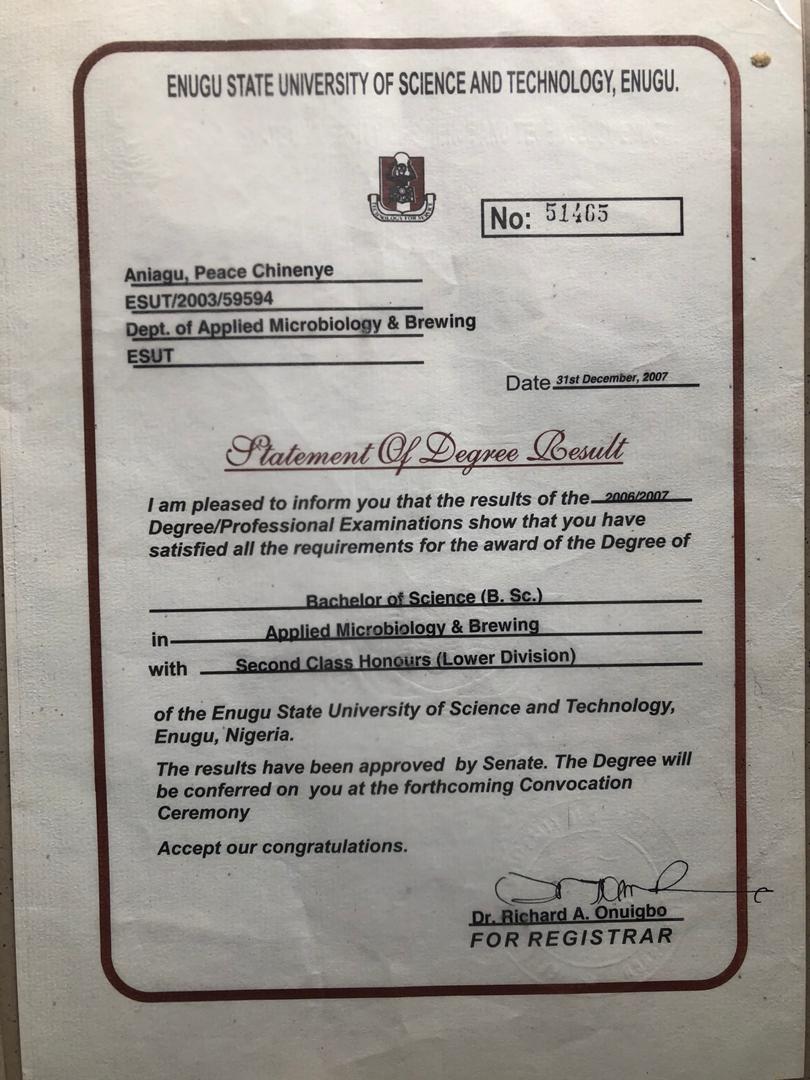 ENUGU STATE UNIVERSITY OF SCIENCE AND TECHNOLOGY, ENUGU.
TECHNOLOGY FOR SERVICE
No: 51465
Aniagu, Peace Chinenye
ESUT/2003/59594
Dept. of Applied Microbiology & Brewing
ESUT
Date 31st December, 2007
Statement Of Degree Result
I am pleased to inform you that the results of the 2006/2007
Degree/Professional Examinations show that you have
satisfied all the requirements for the award of the Degree of
Bachelor of Science (B. Sc.)
in Applied Microbiology & Brewing
with Second Class Honours (Lower Division)
of the Enugu State University of Science and Technology,
Enugu, Nigeria.
The results have been approved by Senate. The Degree will
be conferred on you at the forthcoming Convocation
Ceremony
Accept our congratulations.
Dr. Richard A. Onuigbo
FOR REGISTRAR